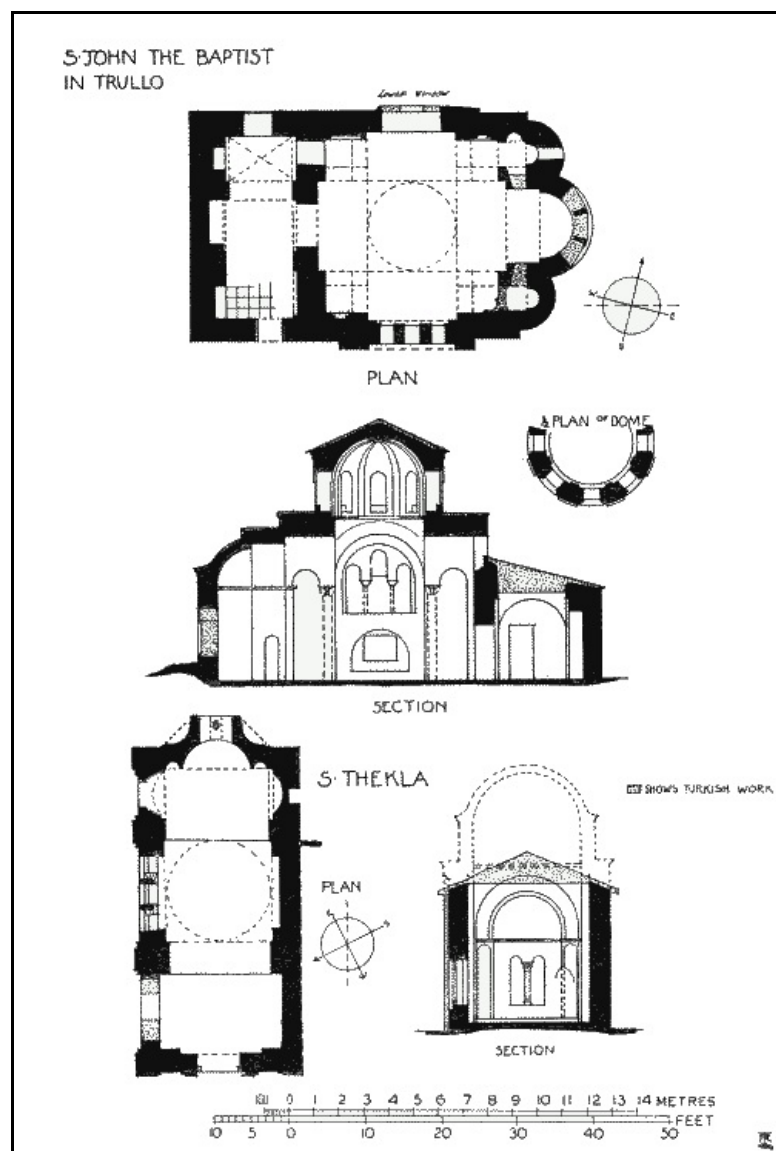 S·JOHN THE BAPTIST
IN TRULLO
Lower Window
PLAN
½ PLAN OF DOME
SECTION
S·THEKLA
SHOWS TURKISH WORK
PLAN
SECTION
0 1 2 3 4 5 6 7 8 9 10 11 12 13 14 METRES
FEET
10 5 0 10 20 30 40 50